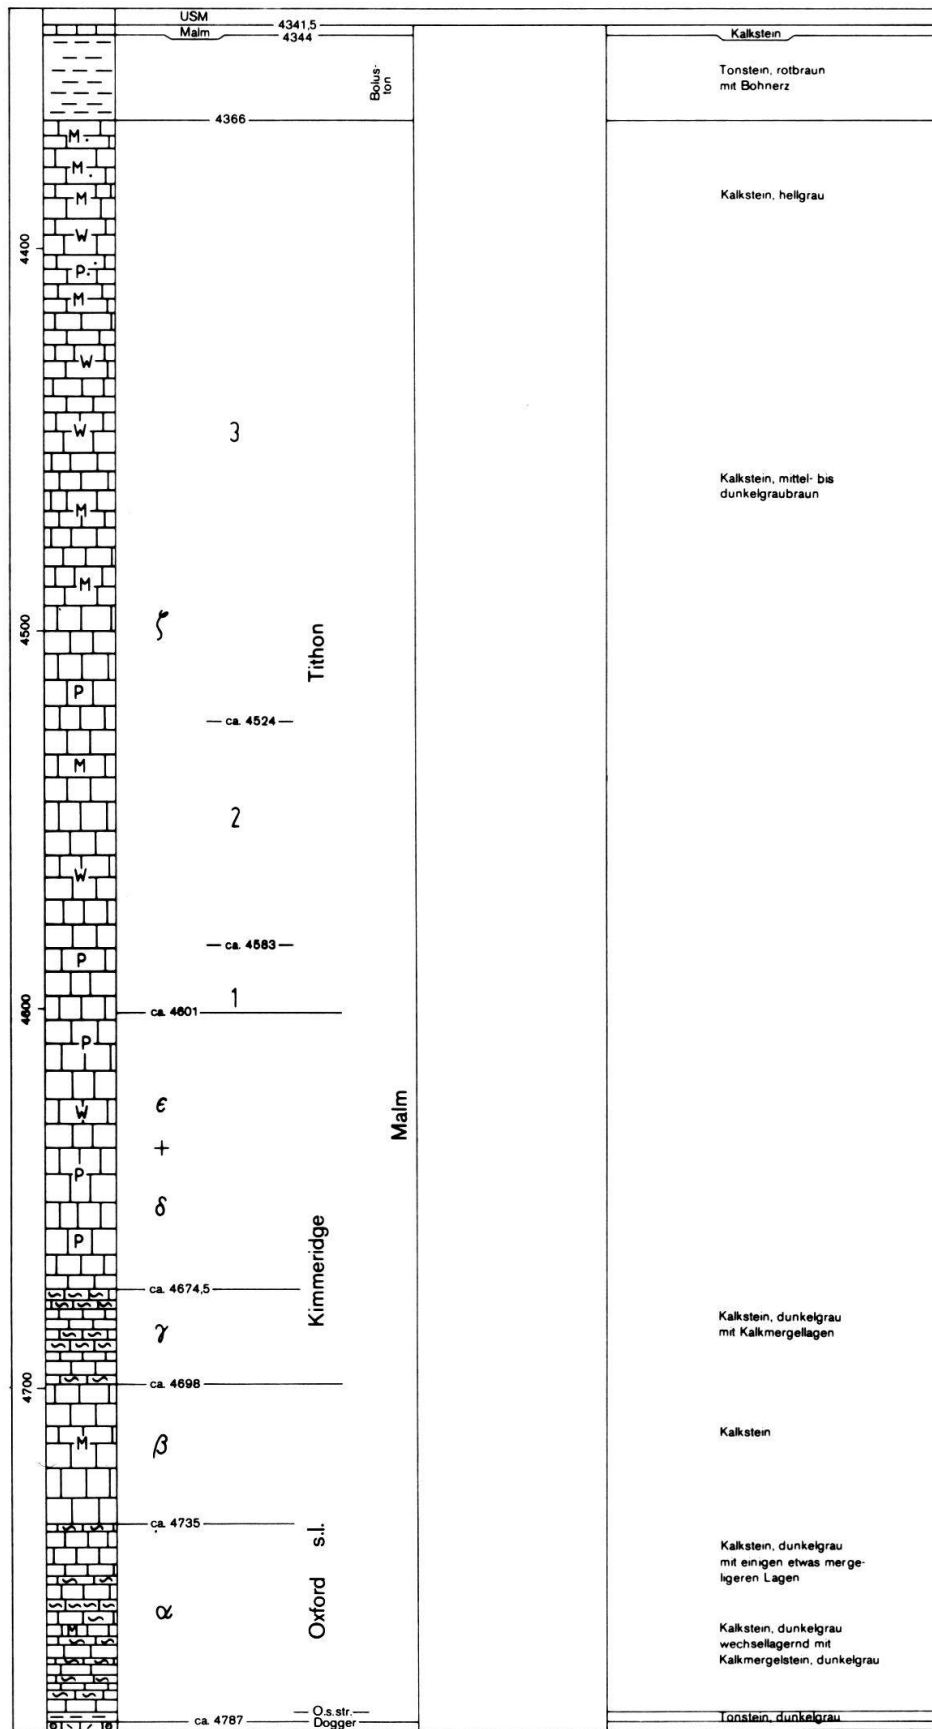 USM
4341,5
Malm
4344
Kalkstein
Bolus-
ton
Tonstein, rotbraun
mit Bohnerz
4366
M
M
M
Kalkstein, hellgrau
W
4400
P
M
W
W
3
Kalkstein, mittel- bis
dunkelgraubraun
M
M
4500
ζ
Tithon
P
ca. 4524
M
2
W
ca. 4583
P
1
4600
ca. 4601
P
W
ε
+
Malm
P
δ
P
Kimmeridge
ca. 4674,5
γ
Kalkstein, dunkelgrau
mit Kalkmergellagen
ca. 4698
4700
M
β
Kalkstein
ca. 4735
Oxford s.l.
Kalkstein, dunkelgrau
mit einigen etwas merge-
ligeren Lagen
α
M
Kalkstein, dunkelgrau
wechsellagernd mit
Kalkmergelstein, dunkelgrau
O.s.str.
ca. 4787
Dogger
Tonstein, dunkelgrau